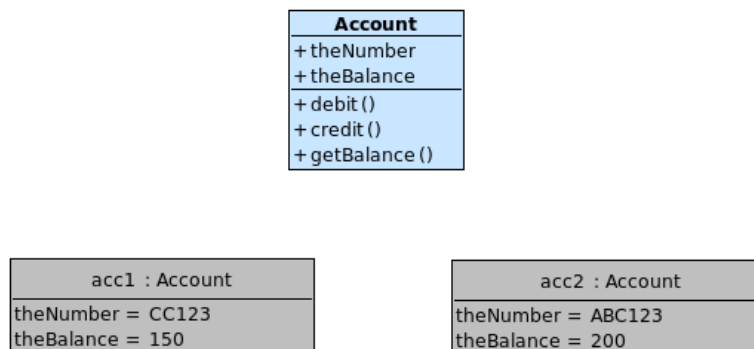 Account
+ theNumber
+ theBalance
+ debit()
+ credit()
+ getBalance()
acc1 : Account
theNumber = CC123
theBalance = 150
acc2 : Account
theNumber = ABC123
theBalance = 200